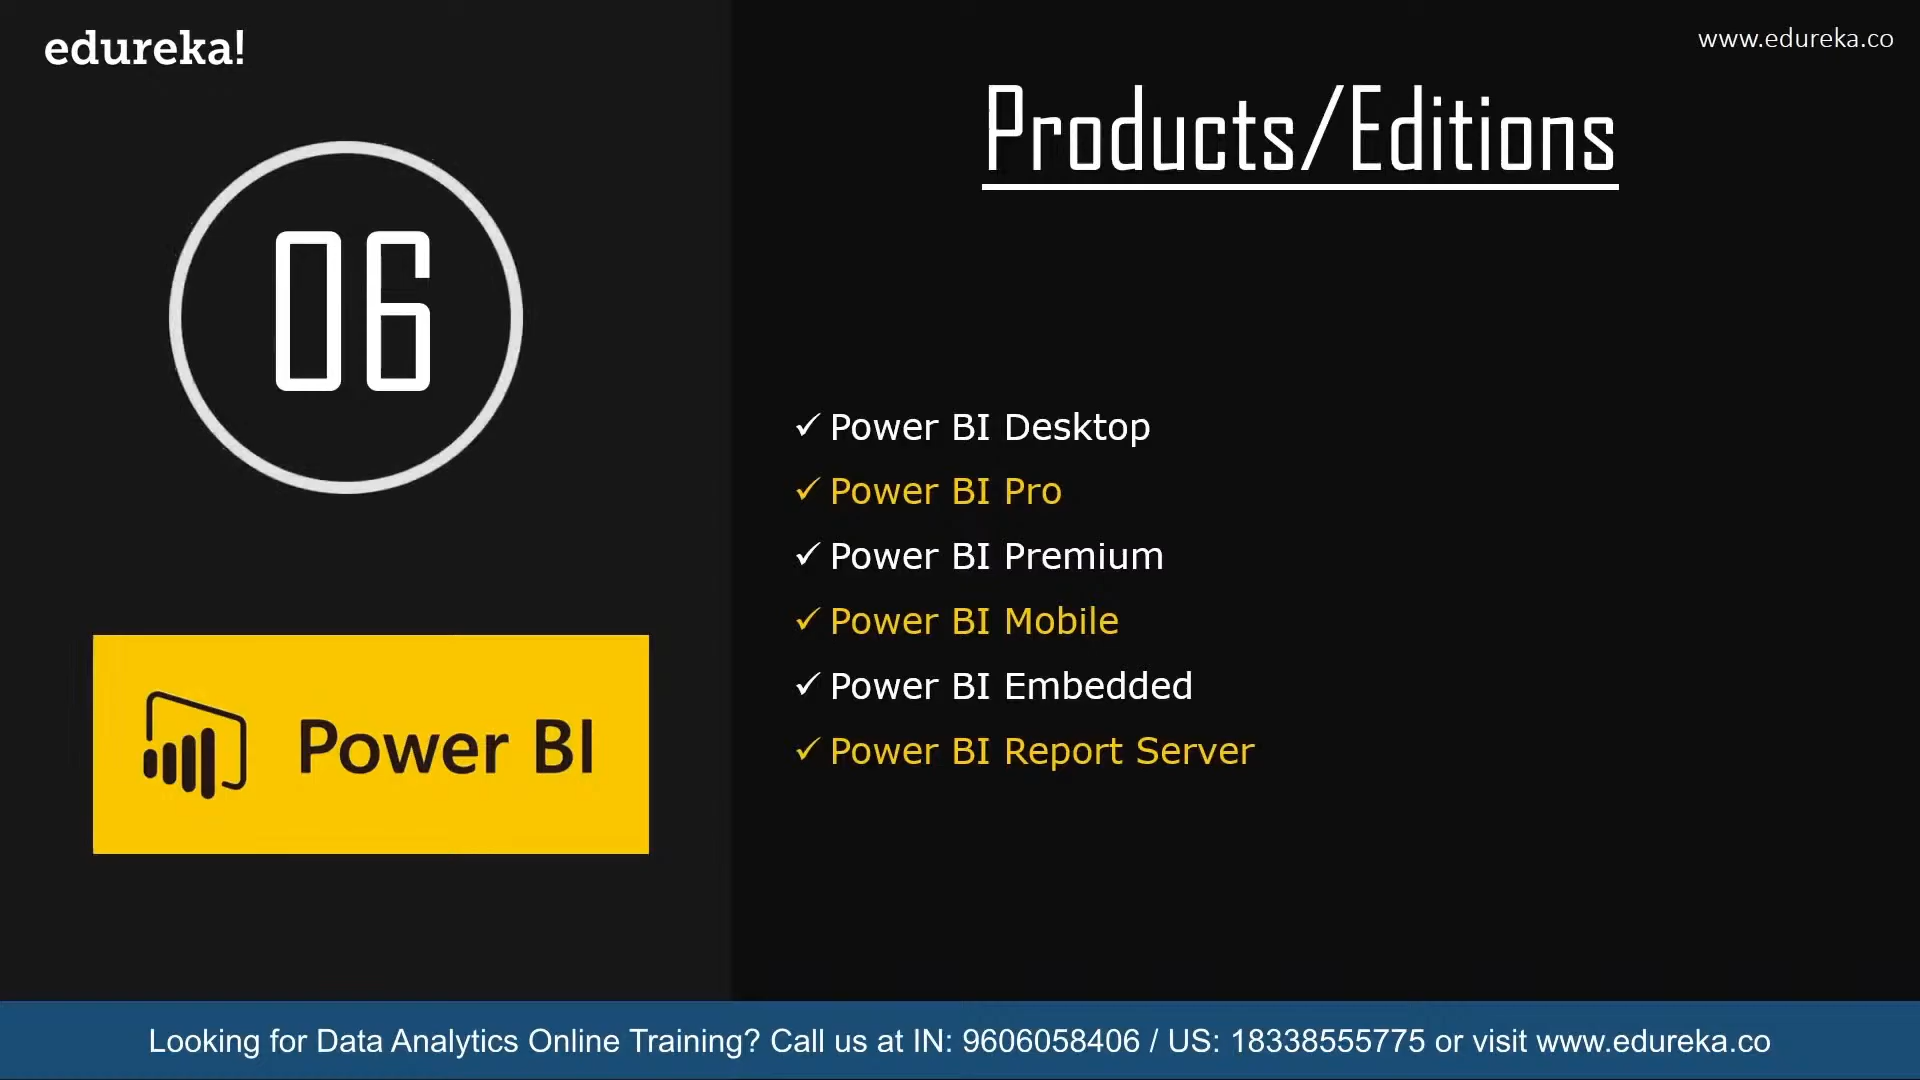 edureka!
www.edureka.co
Products/Editions
06
✓ Power BI Desktop
✓ Power BI Pro
✓ Power BI Premium
✓ Power BI Mobile
✓ Power BI Embedded
✓ Power BI Report Server
Power BI
Looking for Data Analytics Online Training? Call us at IN: 9606058406 / US: 18338555775 or visit www.edureka.co